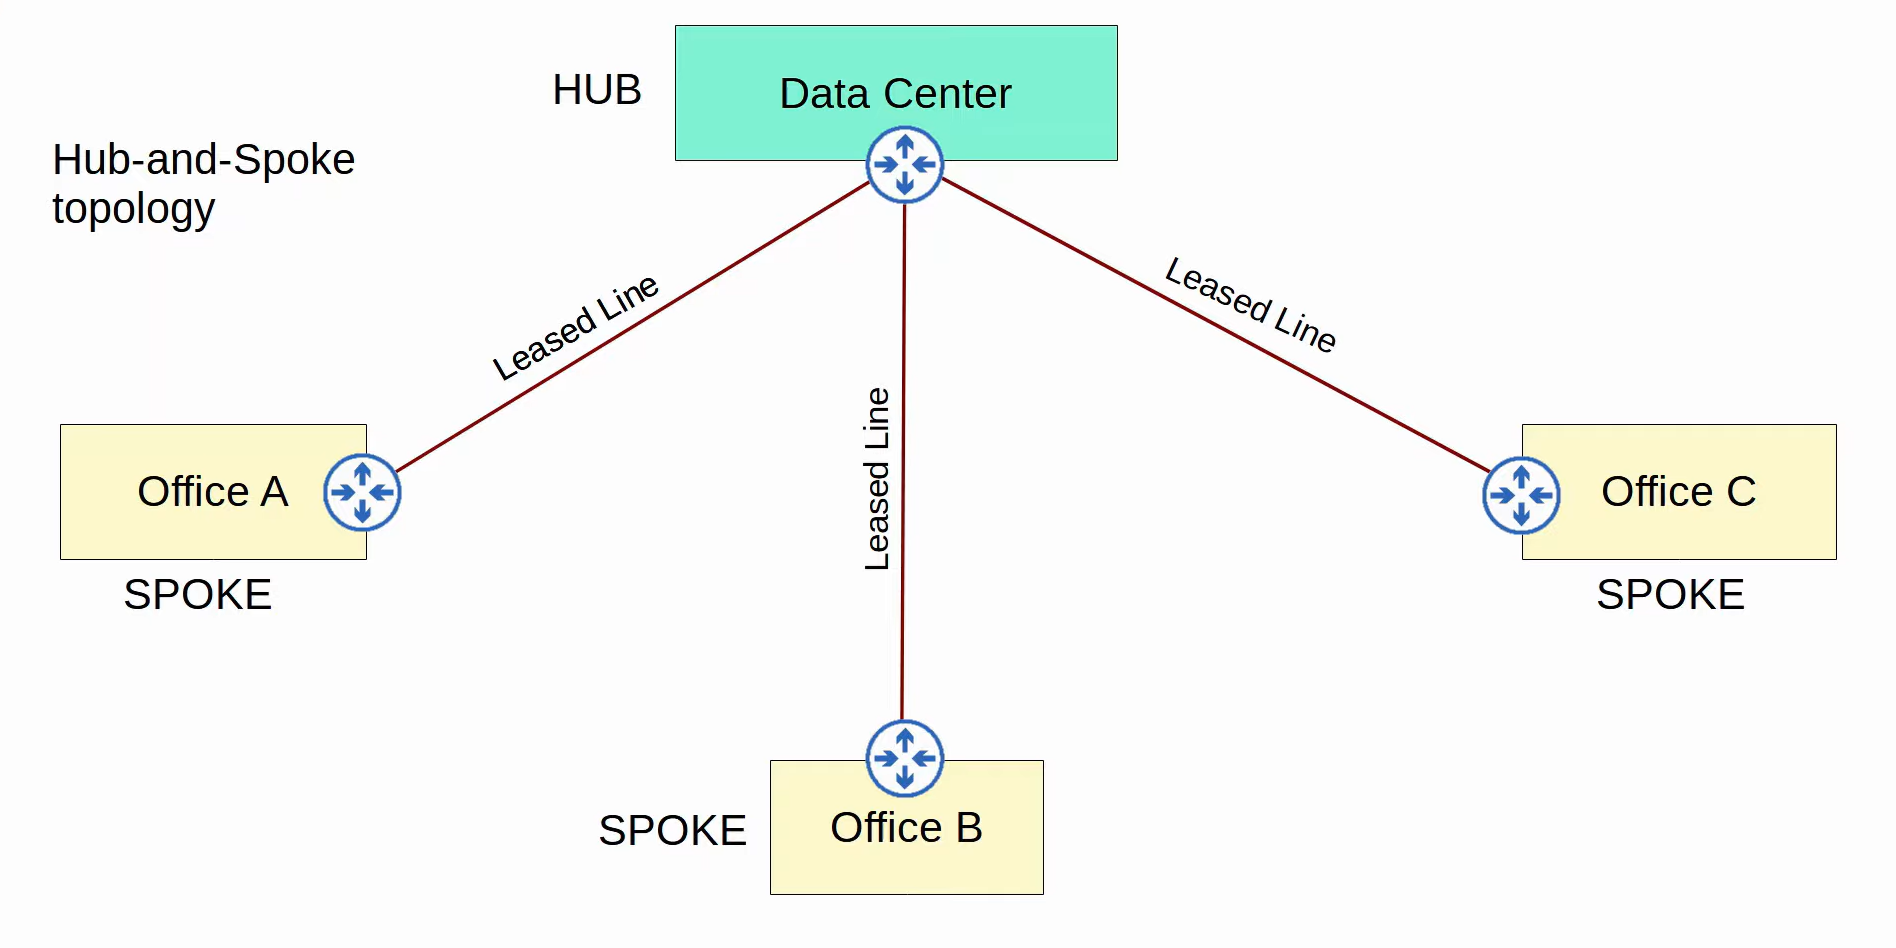 HUB
Data Center
Hub-and-Spoke
topology
Leased Line
Leased Line
Leased Line
Office A
Office C
SPOKE
SPOKE
SPOKE
Office B